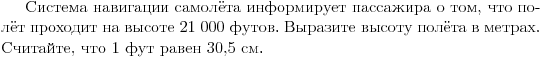 Система навигации самолёта информирует пассажира о том, что по-
лёт проходит на высоте 21 000 футов. Выразите высоту полёта в метрах.
Считайте, что 1 фут равен 30,5 см.